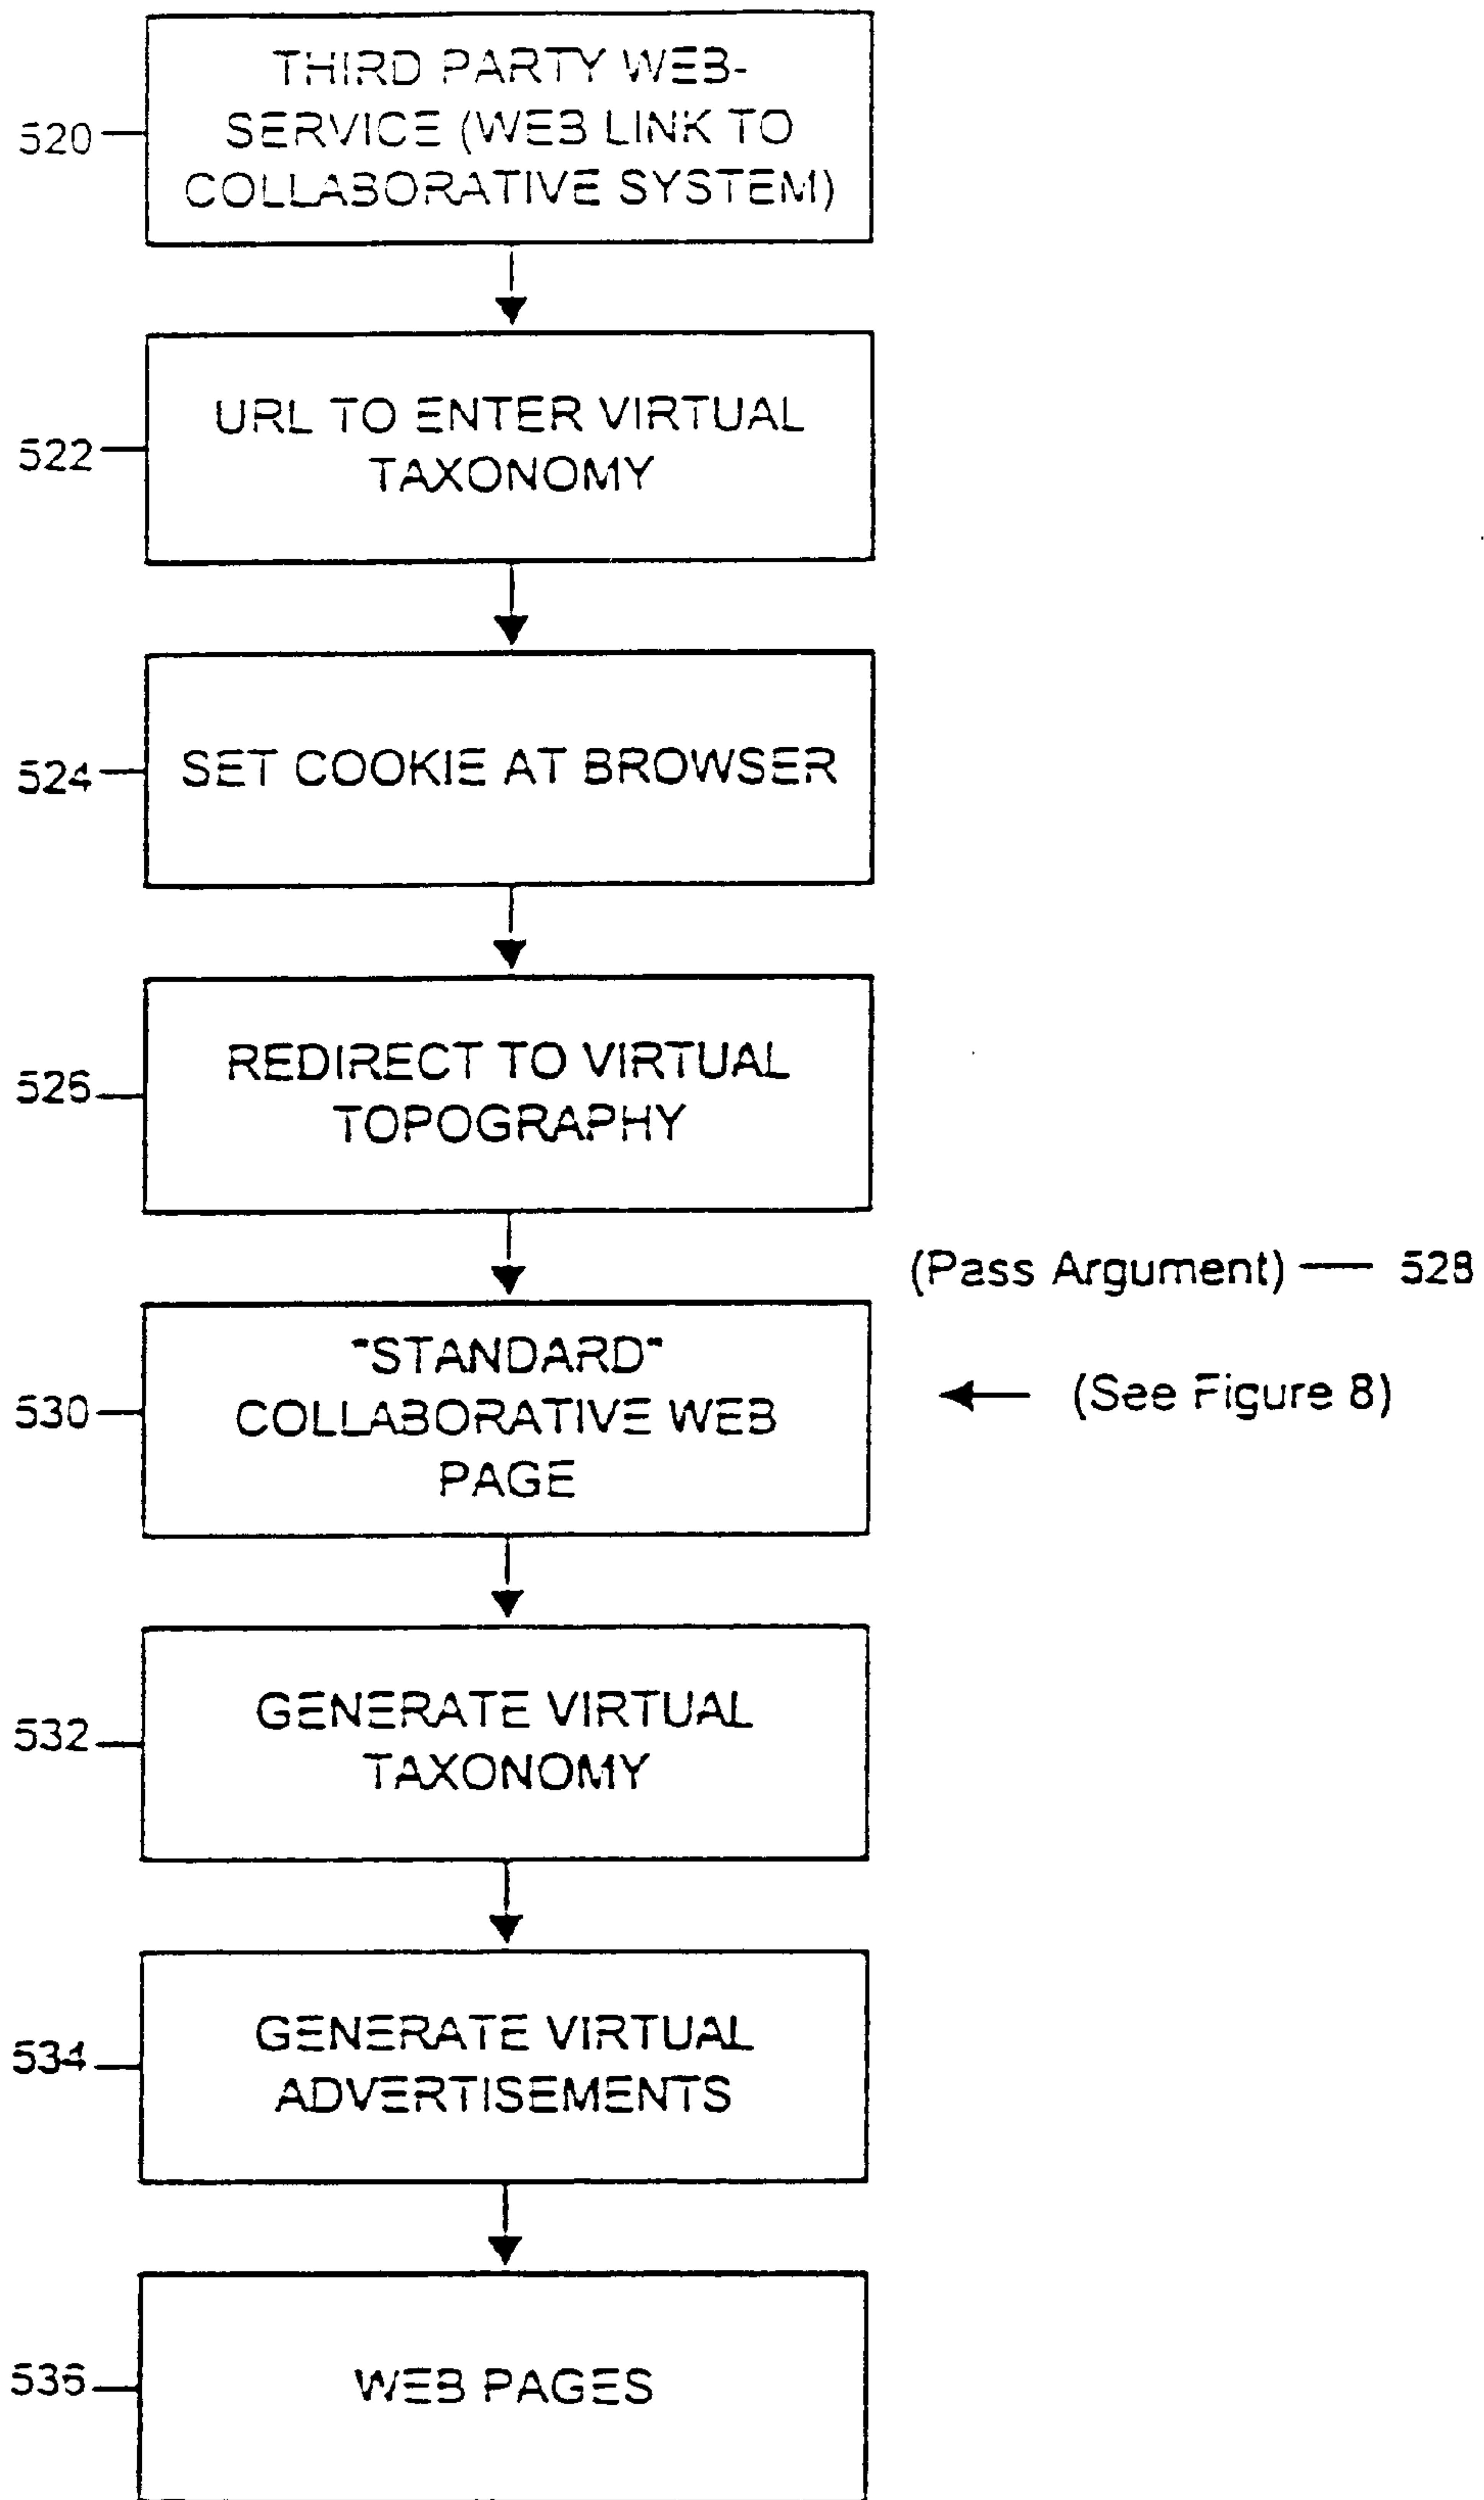 THIRD PARTY WEB-
SERVICE (WEB LINK TO
COLLABORATIVE SYSTEM)
520
URL TO ENTER VIRTUAL
TAXONOMY
522
SET COOKIE AT BROWSER
524
REDIRECT TO VIRTUAL
TOPOGRAPHY
526
(Pass Argument) 528
"STANDARD"
COLLABORATIVE WEB
PAGE
530
(See Figure 8)
GENERATE VIRTUAL
TAXONOMY
532
GENERATE VIRTUAL
ADVERTISEMENTS
534
WEB PAGES
536